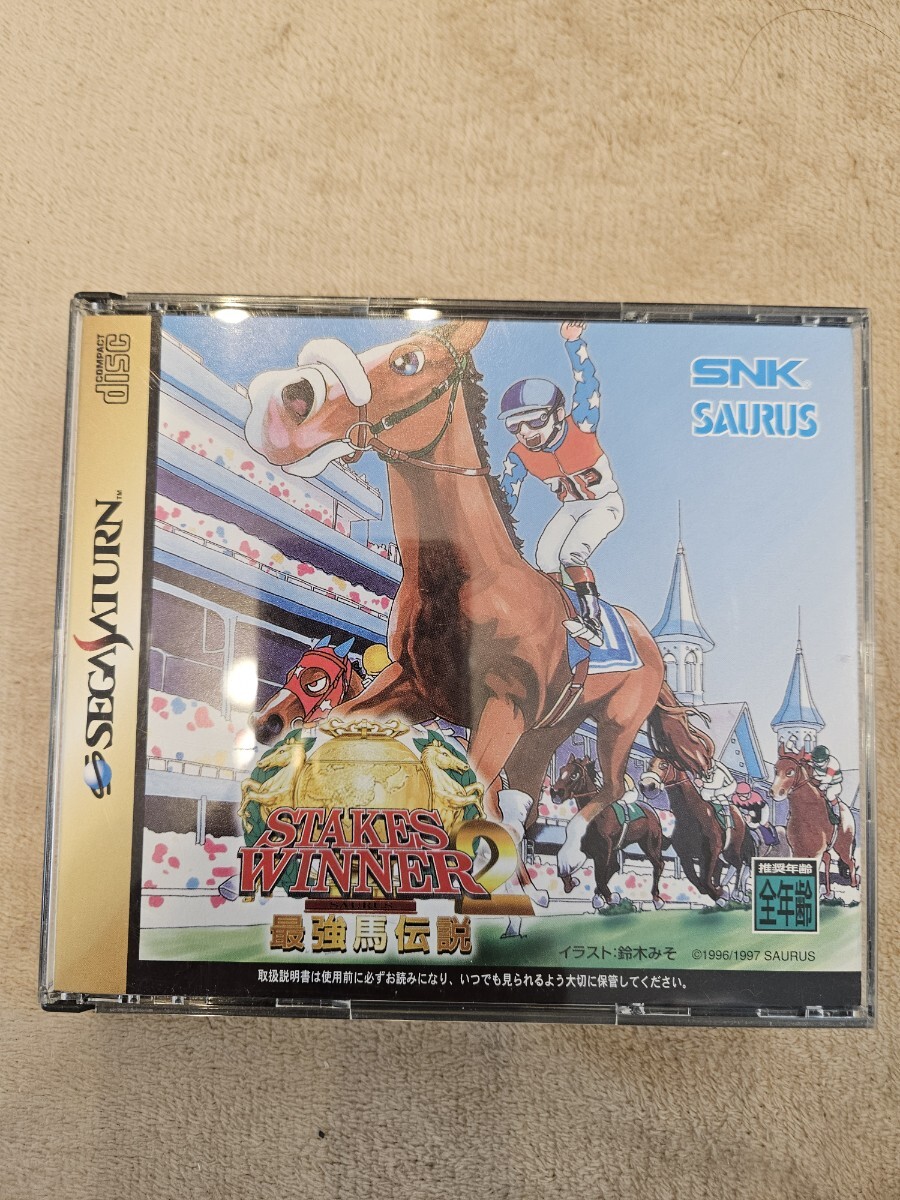 COMPACT
disc
SEGA SATURN™
SNK®
SAURUS
STAKES
WINNER 2
SAURUS
最強馬伝説
推奨年齢
全年齢
イラスト:鈴木みそ ©1996/1997 SAURUS
取扱説明書は使用前に必ずお読みになり、いつでも見られるよう大切に保管してください。